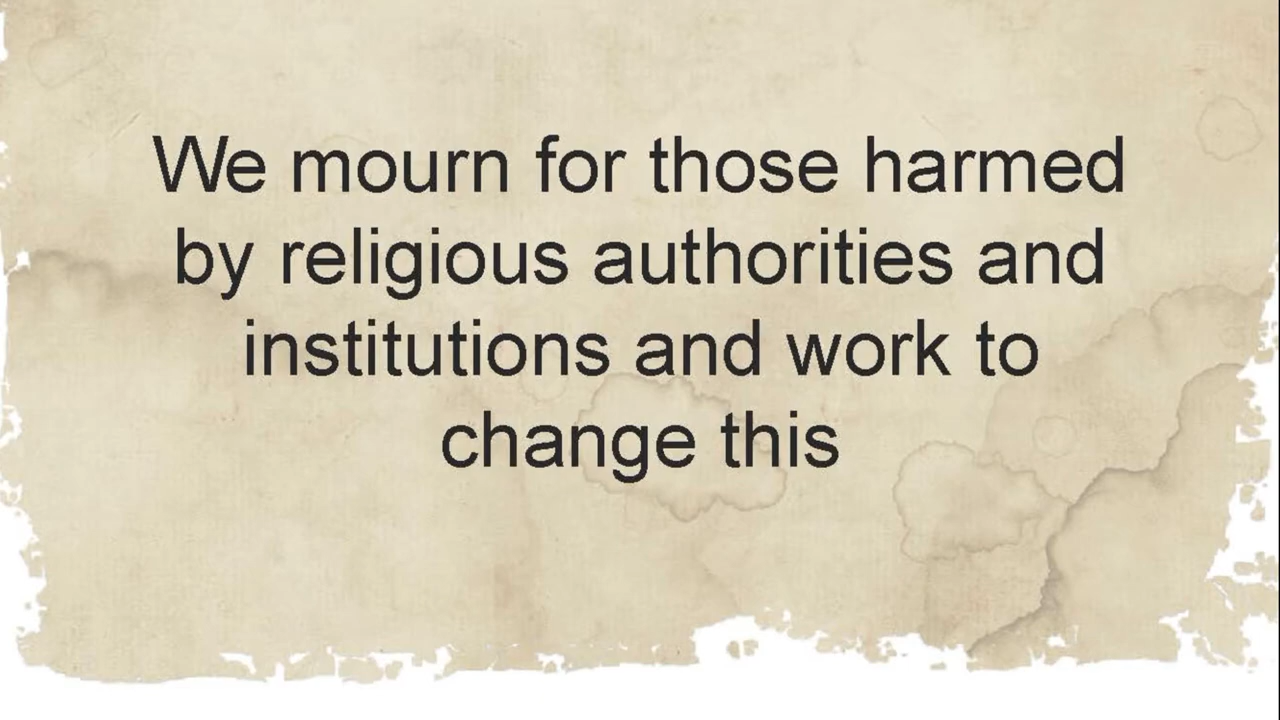 We mourn for those harmed
by religious authorities and
institutions and work to
change this